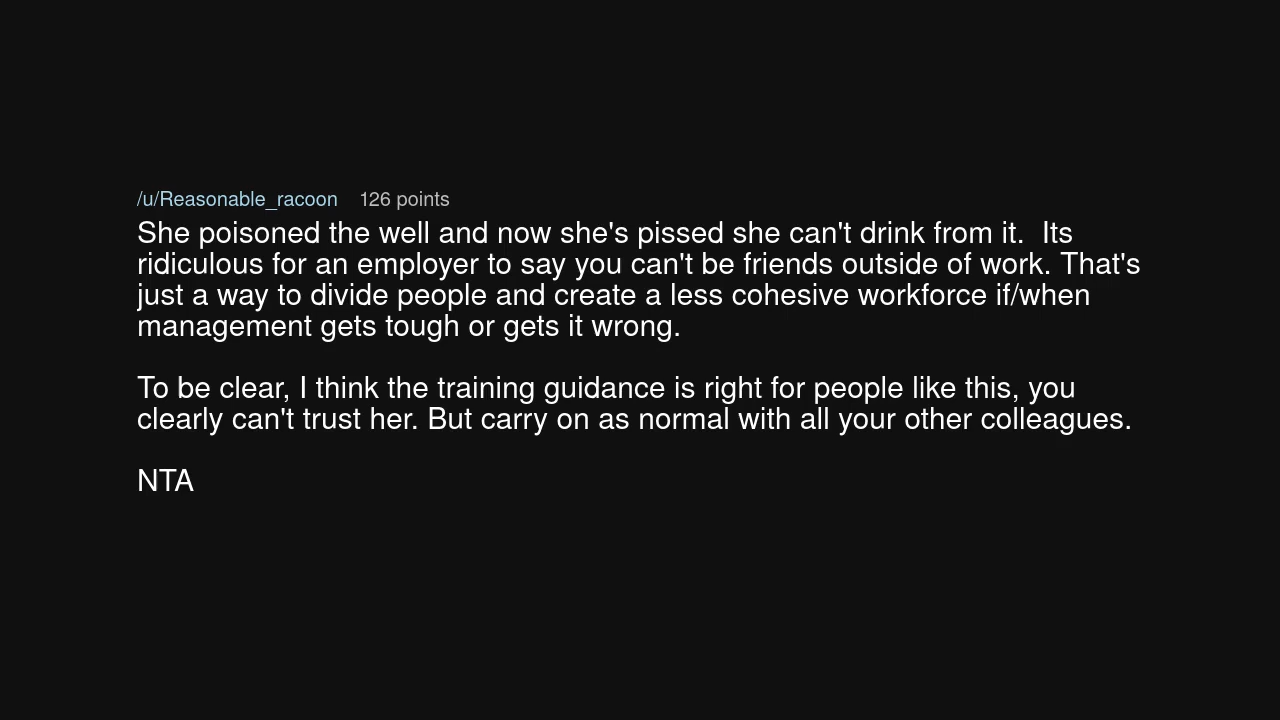 /u/Reasonable_racoon 126 points
She poisoned the well and now she's pissed she can't drink from it.  Its
ridiculous for an employer to say you can't be friends outside of work. That's
just a way to divide people and create a less cohesive workforce if/when
management gets tough or gets it wrong.
To be clear, I think the training guidance is right for people like this, you
clearly can't trust her. But carry on as normal with all your other colleagues.
NTA